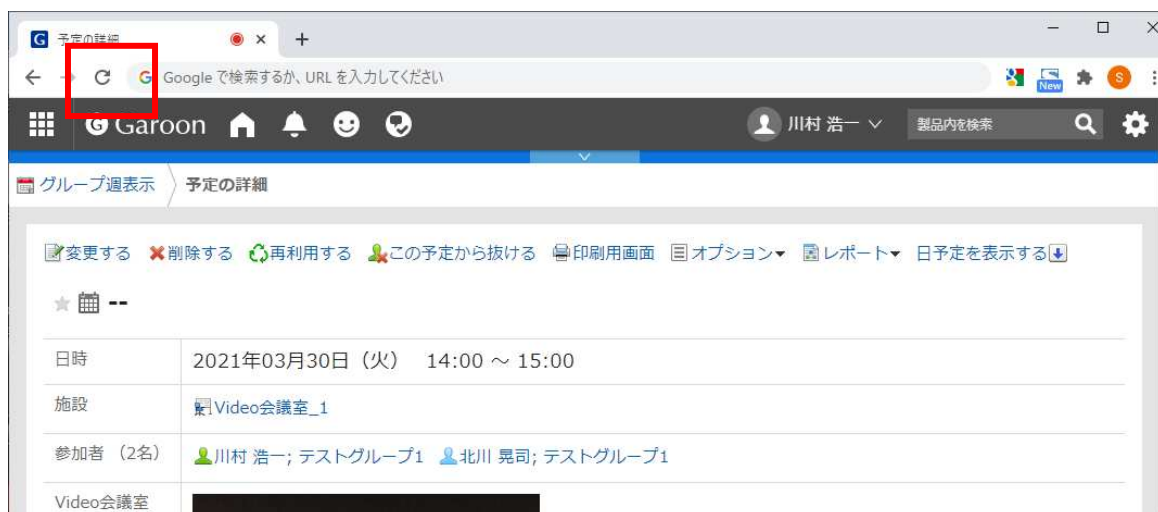 予定の詳細
Google で検索するか、URL を入力してください
New
S
Garoon
川村 浩一
製品内を検索
グループ週表示
予定の詳細
変更する 削除する 再利用する この予定から抜ける 印刷用画面 オプション▼ レポート▼ 日予定を表示する
--
日時 2021年03月30日（火） 14:00 ～ 15:00
施設 Video会議室_1
参加者 （2名） 川村 浩一; テストグループ1 北川 晃司; テストグループ1
Video会議室